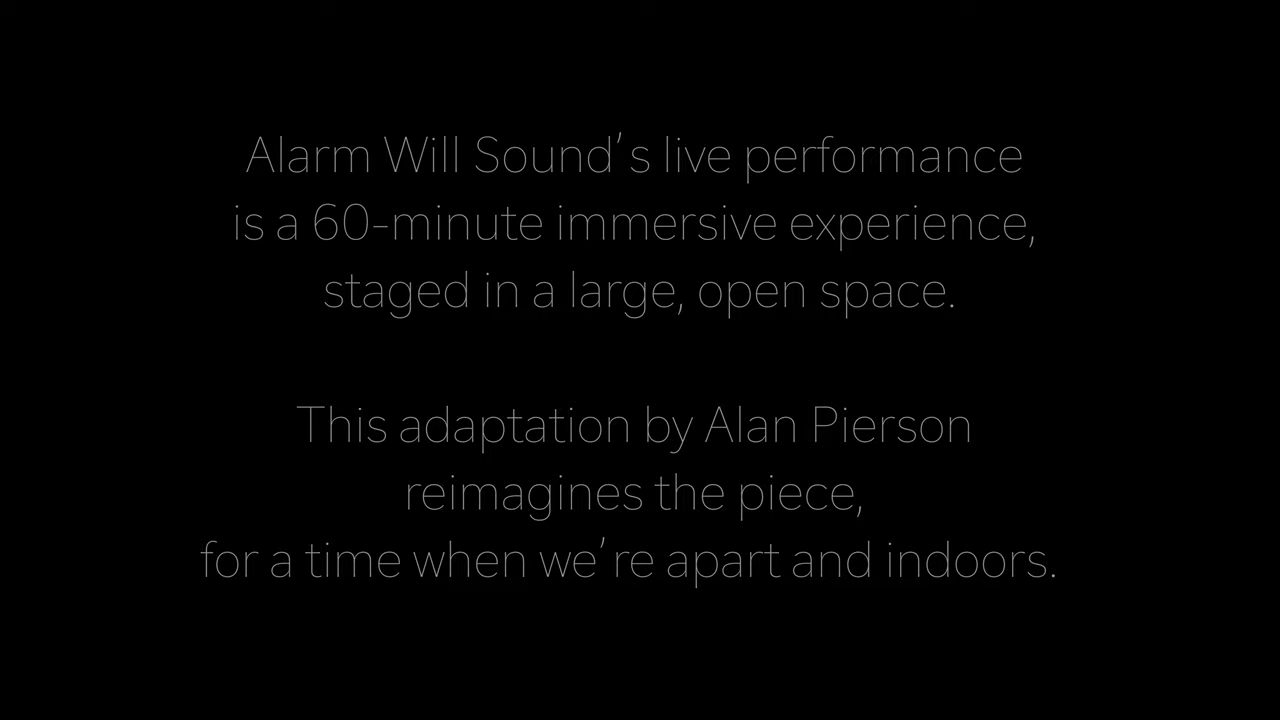 Alarm Will Sound's live performance
is a 60-minute immersive experience,
staged in a large, open space.
This adaptation by Alan Pierson
reimagines the piece,
for a time when we're apart and indoors.